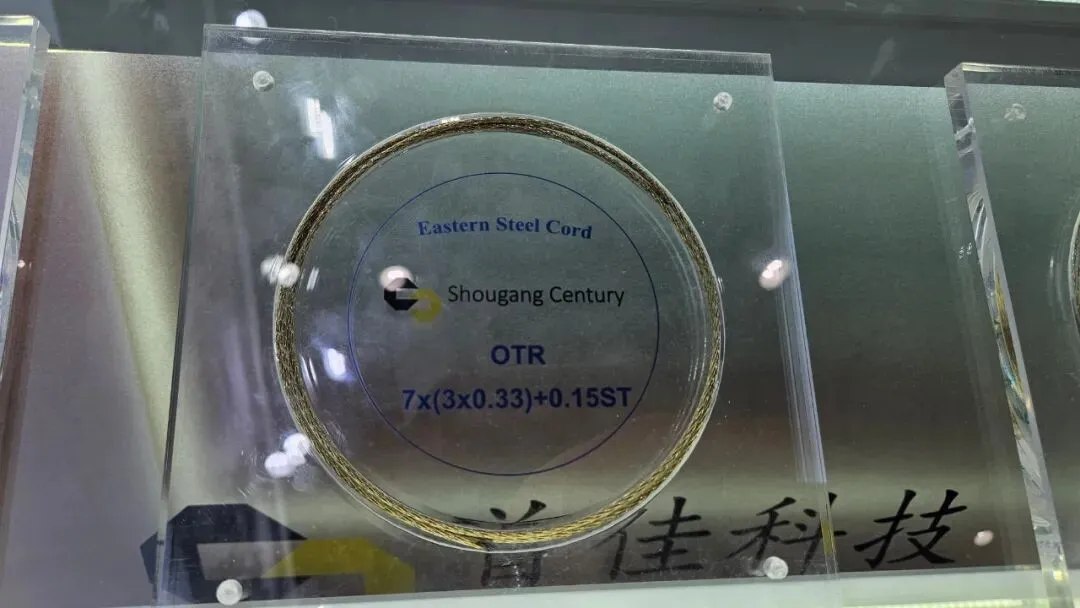 Eastern Steel Cord
Shougang Century
OTR
7x(3x0.33)+0.15ST
首佳科技